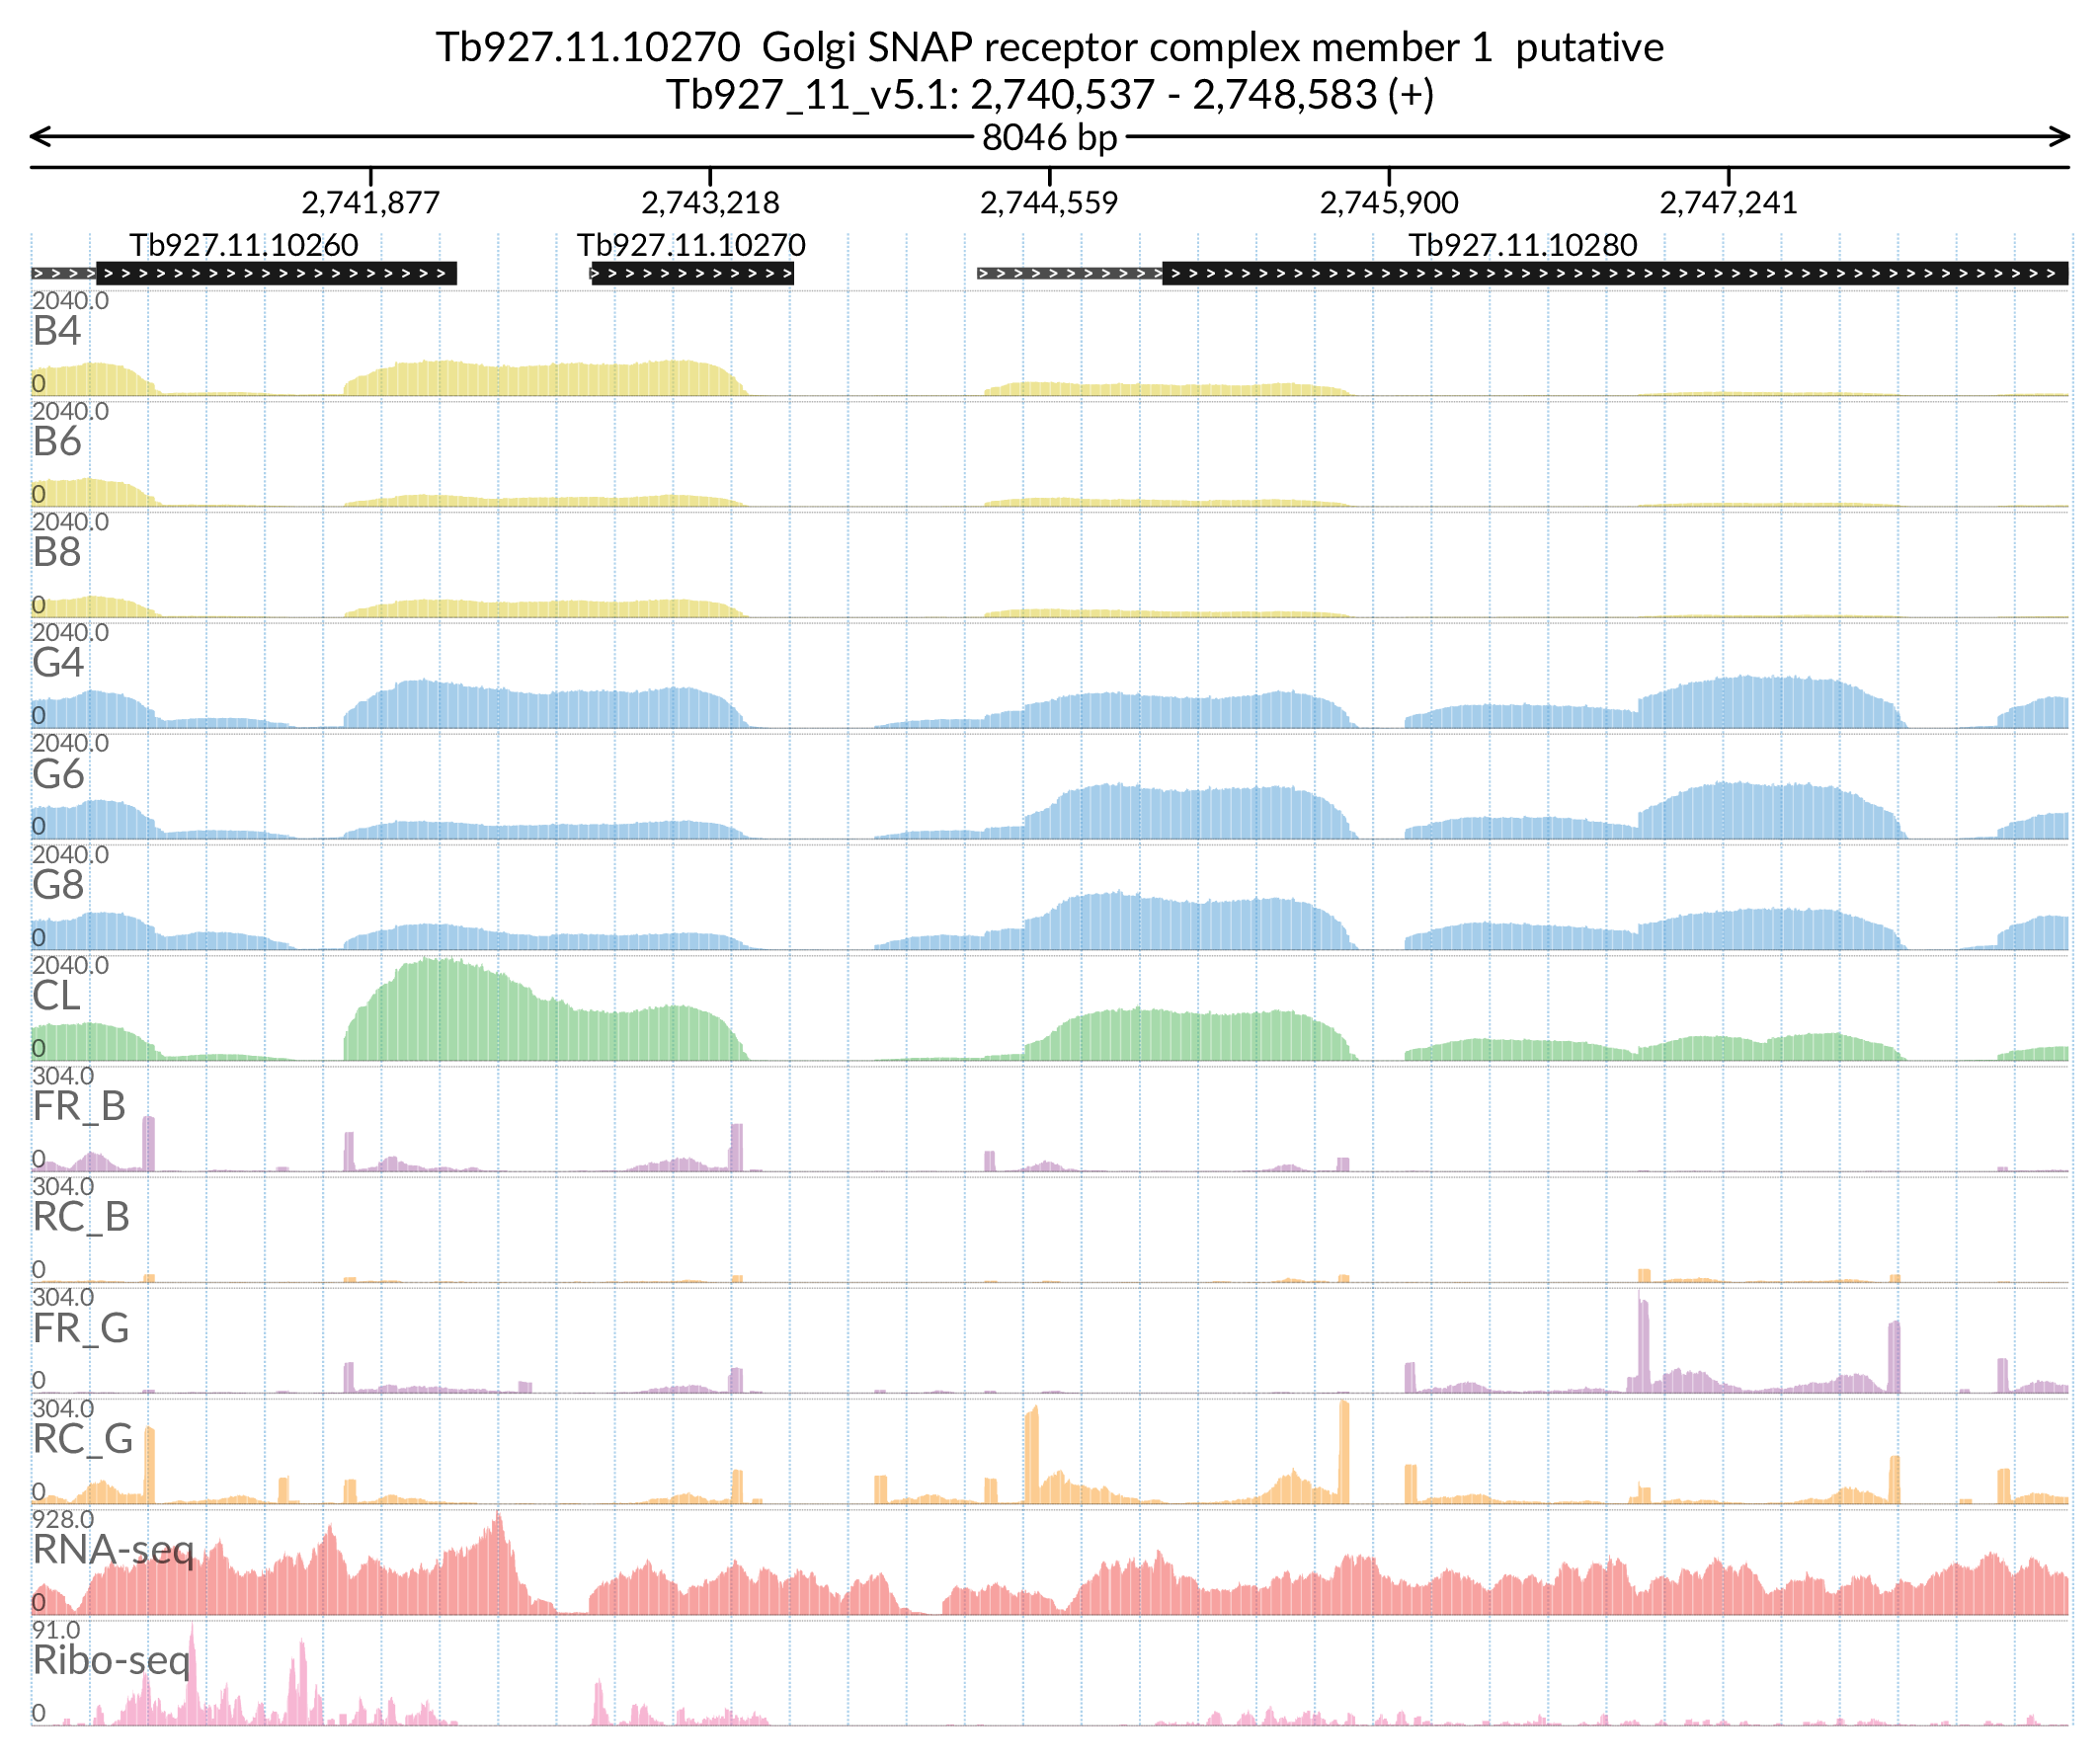 Tb927.11.10270 Golgi SNAP receptor complex member 1 putative
Tb927_11_v5.1: 2,740,537 - 2,748,583 (+)
8046 bp
2,741,877 2,743,218 2,744,559 2,745,900 2,747,241
Tb927.11.10260 Tb927.11.10270 Tb927.11.10280
2040.0
B4
0
2040.0
B6
0
2040.0
B8
0
2040.0
G4
0
2040.0
G6
0
2040.0
G8
0
2040.0
CL
0
304.0
FR_B
0
304.0
RC_B
0
304.0
FR_G
0
304.0
RC_G
0
928.0
RNA-seq
0
91.0
Ribo-seq
0